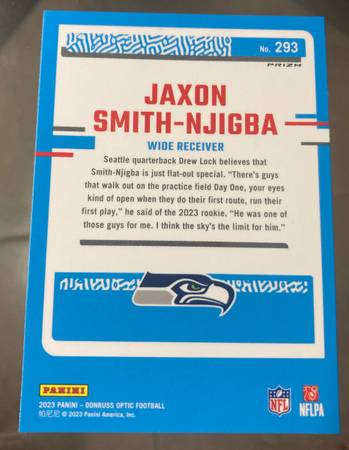 No. 293
PRIZM
JAXON
SMITH-NJIGBA
WIDE RECEIVER
Seattle quarterback Drew Lock believes that
Smith-Njigba is just flat-out special. “There's guys
that walk out on the practice field Day One, your eyes
kind of open when they do their first route, run their
first play,” he said of the 2023 rookie. “He was one of
those guys for me. I think the sky's the limit for him.”
PANINI
2023 PANINI – DONRUSS OPTIC FOOTBALL
帕尼尼 © 2023 Panini America, Inc.
NFL
NFLPA